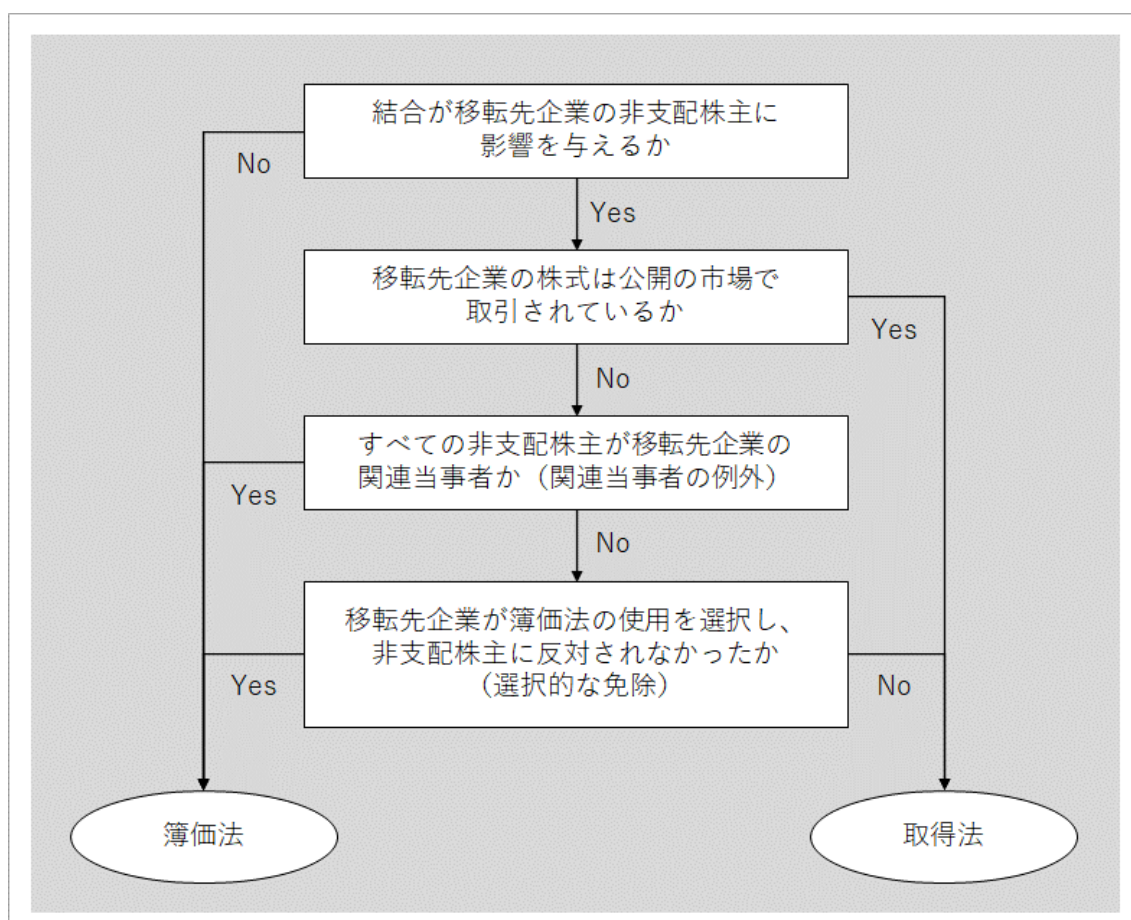 結合が移転先企業の非支配株主に
影響を与えるか
No
Yes
移転先企業の株式は公開の市場で
取引されているか
Yes
No
すべての非支配株主が移転先企業の
関連当事者か（関連当事者の例外）
Yes
No
移転先企業が簿価法の使用を選択し、
非支配株主に反対されなかったか
（選択的な免除）
Yes
No
簿価法
取得法